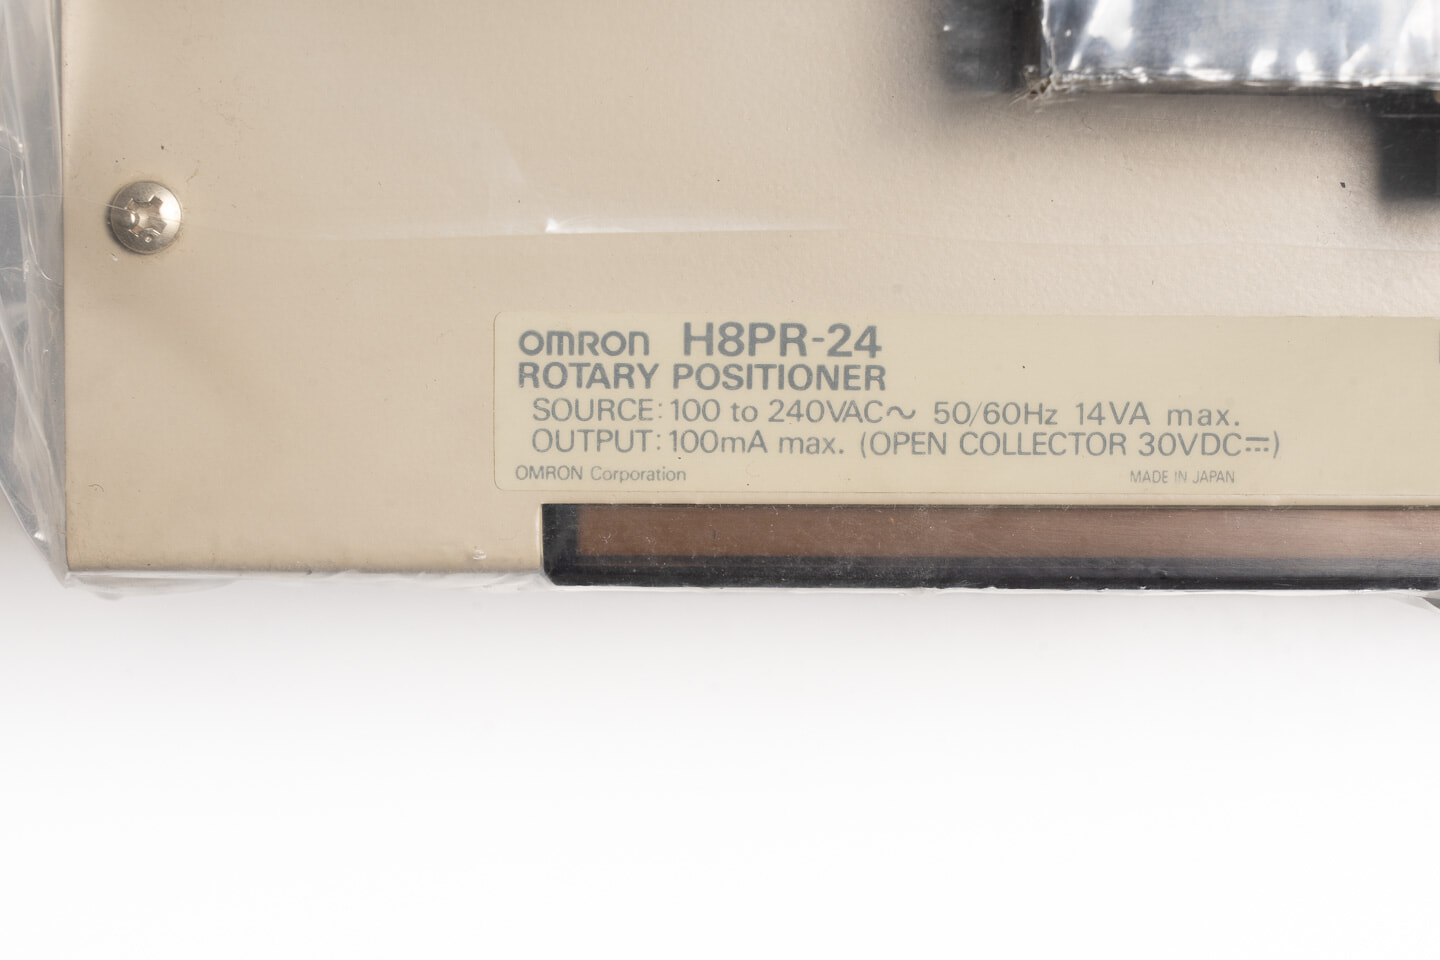 OMRON H8PR-24
ROTARY POSITIONER
SOURCE: 100 to 240VAC～ 50/60Hz 14VA max.
OUTPUT: 100mA max. (OPEN COLLECTOR 30VDC⎓)
OMRON Corporation MADE IN JAPAN